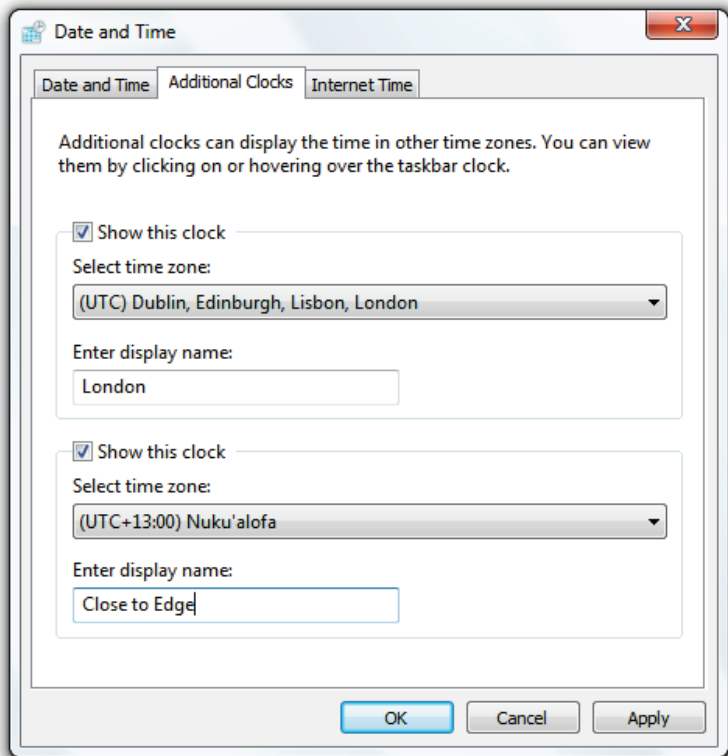 Date and Time
Date and Time
Additional Clocks
Internet Time
Additional clocks can display the time in other time zones. You can view
them by clicking on or hovering over the taskbar clock.
Show this clock
Select time zone:
(UTC) Dublin, Edinburgh, Lisbon, London
Enter display name:
London
Show this clock
Select time zone:
(UTC+13:00) Nuku'alofa
Enter display name:
Close to Edge
OK
Cancel
Apply